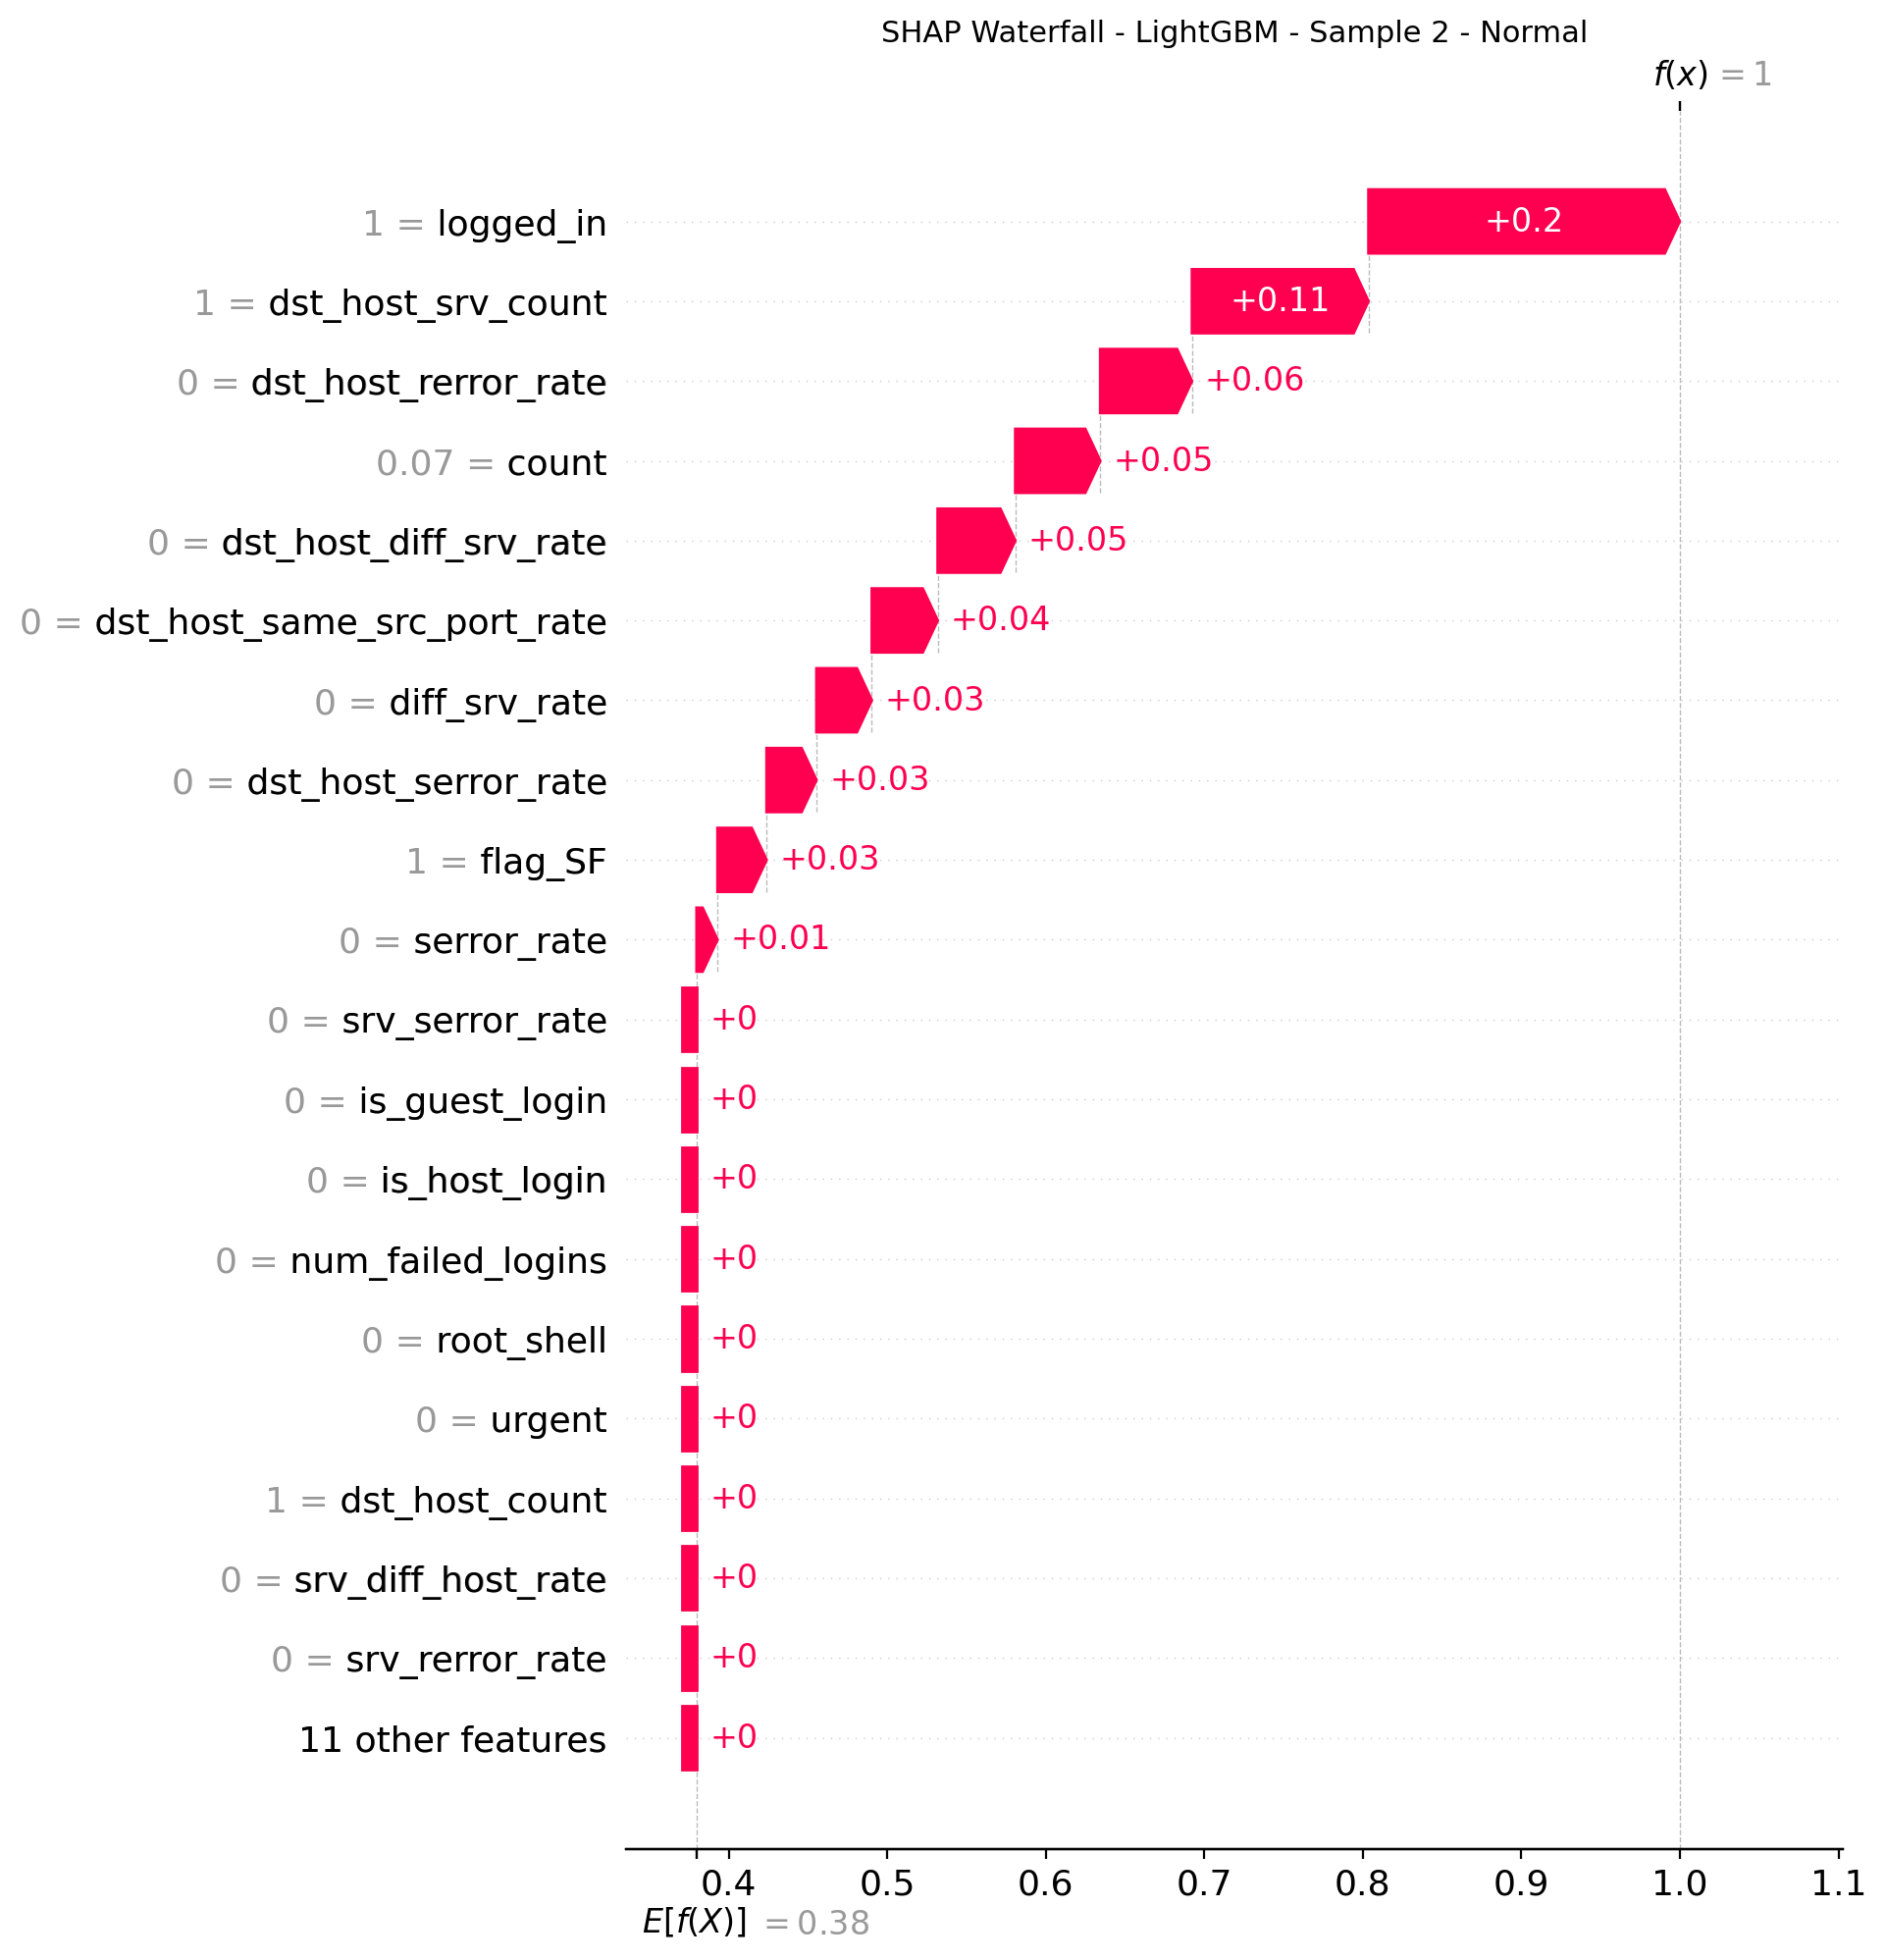 SHAP Waterfall - LightGBM - Sample 2 - Normal
f(x) = 1
1 = logged_in +0.2
1 = dst_host_srv_count +0.11
0 = dst_host_rerror_rate +0.06
0.07 = count +0.05
0 = dst_host_diff_srv_rate +0.05
0 = dst_host_same_src_port_rate +0.04
0 = diff_srv_rate +0.03
0 = dst_host_serror_rate +0.03
1 = flag_SF +0.03
0 = serror_rate +0.01
0 = srv_serror_rate +0
0 = is_guest_login +0
0 = is_host_login +0
0 = num_failed_logins +0
0 = root_shell +0
0 = urgent +0
1 = dst_host_count +0
0 = srv_diff_host_rate +0
0 = srv_rerror_rate +0
11 other features +0
0.4 0.5 0.6 0.7 0.8 0.9 1.0 1.1
E[f(X)] = 0.38